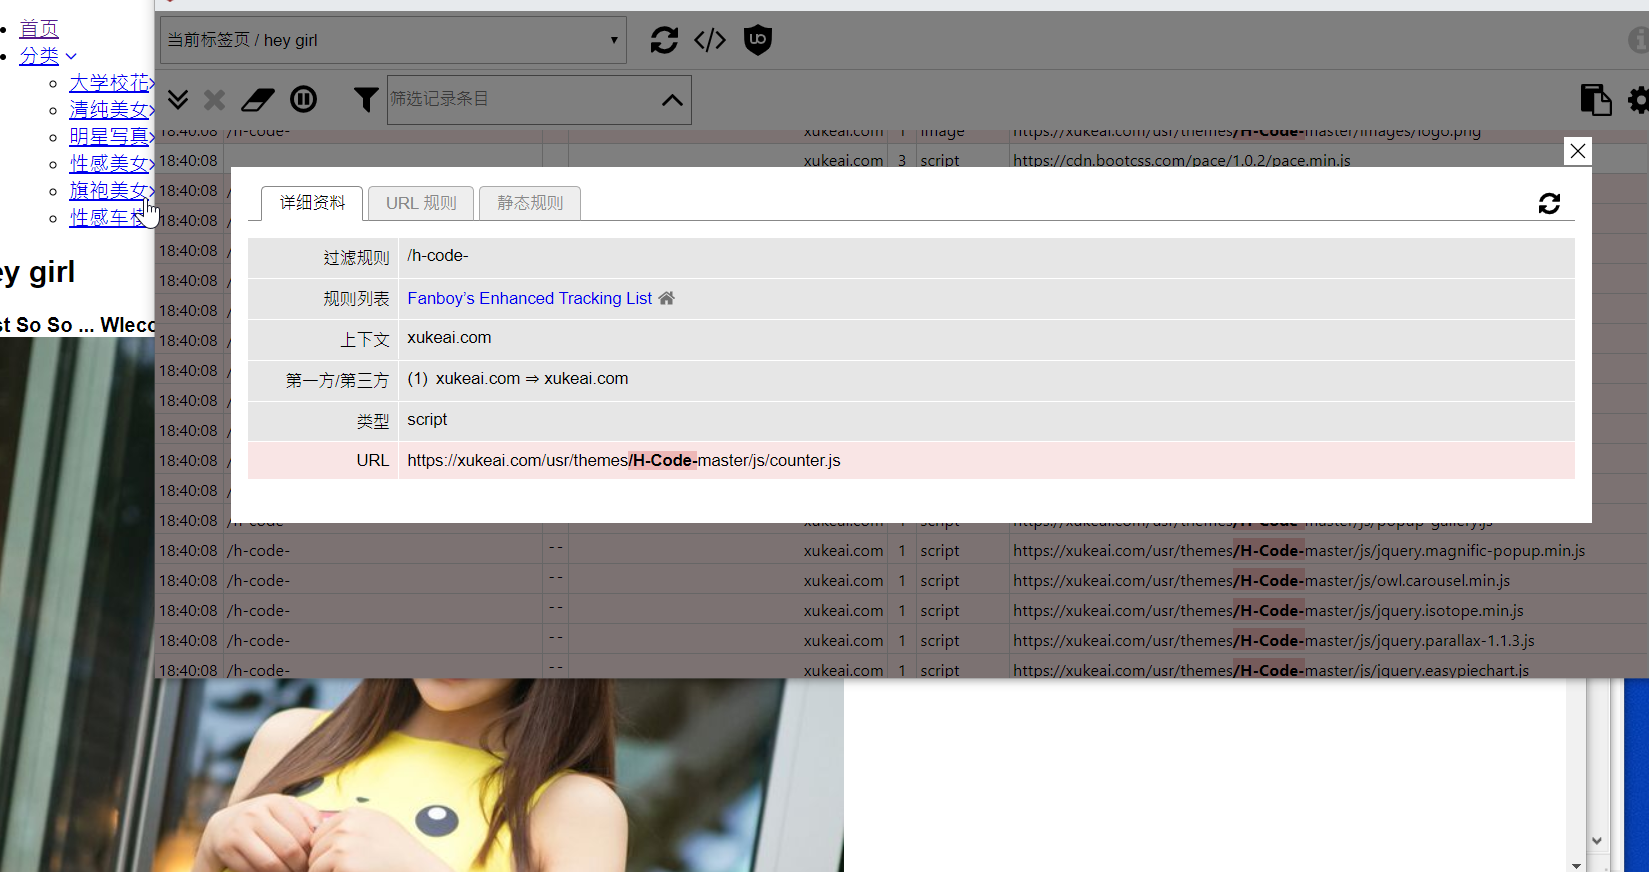 首页
分类
大学校花
清纯美女
明星写真
性感美女
旗袍美女
性感车模
ey girl
st So So ... Wleco
当前标签页 / hey girl
筛选记录条目
18:40:08 /h-code- xukeai.com 1 image https://xukeai.com/usr/themes/H-Code-master/images/logo.png
18:40:08 xukeai.com 3 script https://cdn.bootcss.com/pace/1.0.2/pace.min.js
18:40:08 /
18:40:08 /
18:40:08 /
18:40:08 /
18:40:08 /
18:40:08 /
18:40:08 /
18:40:08 /
18:40:08 /
18:40:08 /
18:40:08 /
详细资料
URL 规则
静态规则
过滤规则 /h-code-
规则列表 Fanboy's Enhanced Tracking List
上下文 xukeai.com
第一方/第三方 (1) xukeai.com ⇒ xukeai.com
类型 script
URL https://xukeai.com/usr/themes/H-Code-master/js/counter.js
18:40:08 /h-code- xukeai.com 1 script https://xukeai.com/usr/themes/H-Code-master/js/popup-gallery.js
18:40:08 /h-code- -- xukeai.com 1 script https://xukeai.com/usr/themes/H-Code-master/js/jquery.magnific-popup.min.js
18:40:08 /h-code- -- xukeai.com 1 script https://xukeai.com/usr/themes/H-Code-master/js/owl.carousel.min.js
18:40:08 /h-code- -- xukeai.com 1 script https://xukeai.com/usr/themes/H-Code-master/js/jquery.isotope.min.js
18:40:08 /h-code- -- xukeai.com 1 script https://xukeai.com/usr/themes/H-Code-master/js/jquery.parallax-1.1.3.js
18:40:08 /h-code- -- xukeai.com 1 script https://xukeai.com/usr/themes/H-Code-master/js/jquery.easypiechart.js